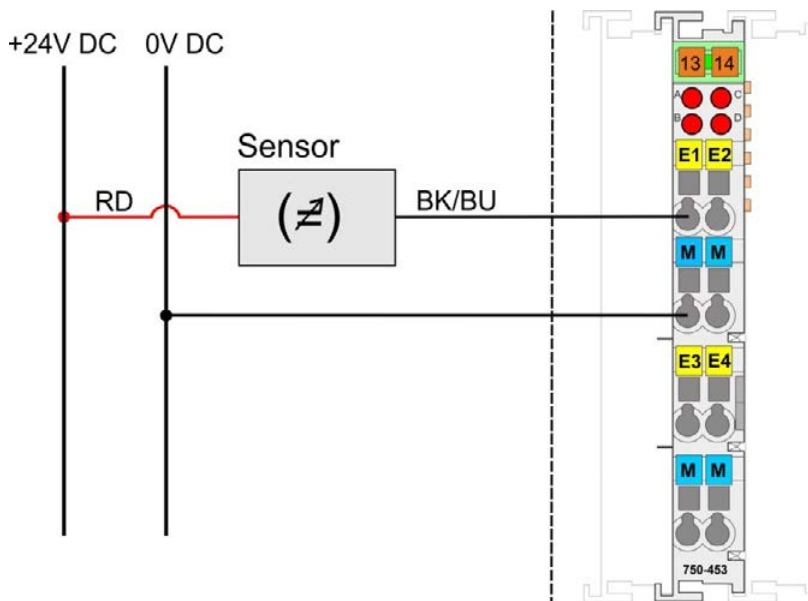 +24V DC 0V DC
13 14
A C
B D
E1 E2
Sensor
RD
(≠)
BK/BU
M M
E3 E4
M M
750-453